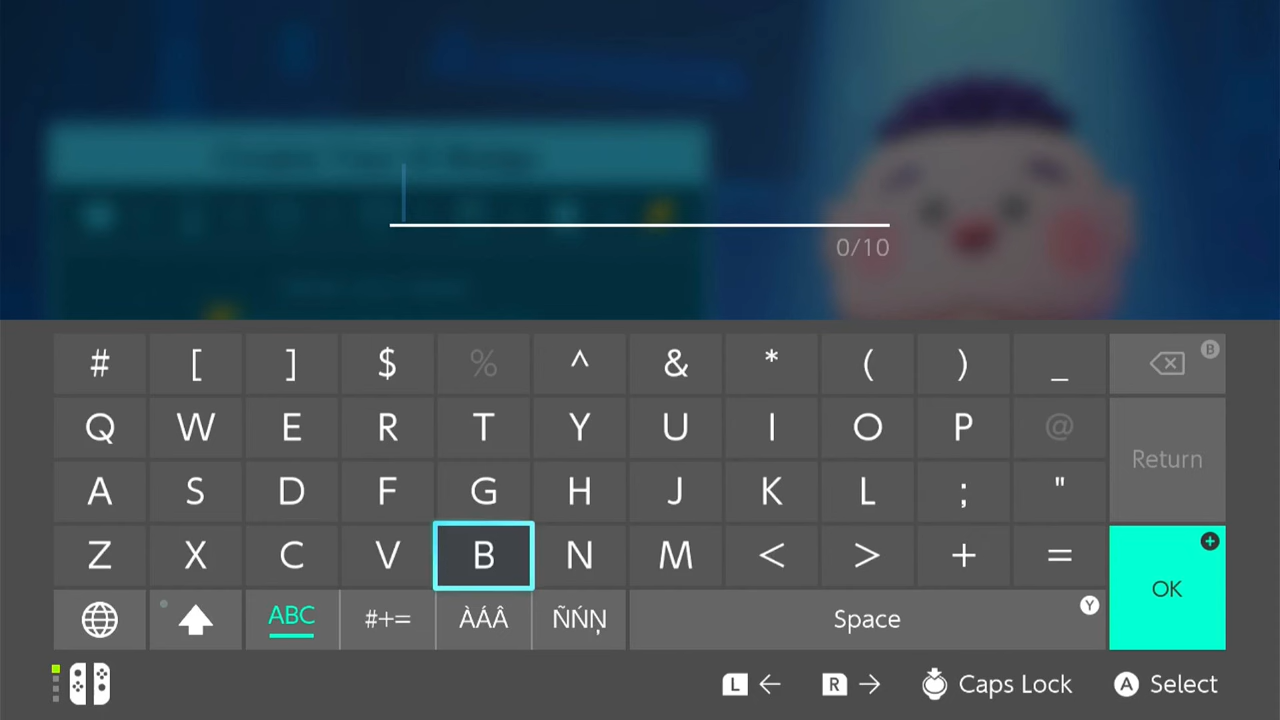 0/10
# [ ] $ % ^ & * ( ) _ B
Q W E R T Y U I O P @ Return
A S D F G H J K L ; "
Z X C V B N M < > + = OK
ABC #+= ÀÁÂ ÑŃŅ Space Y
L ← R → Caps Lock A Select